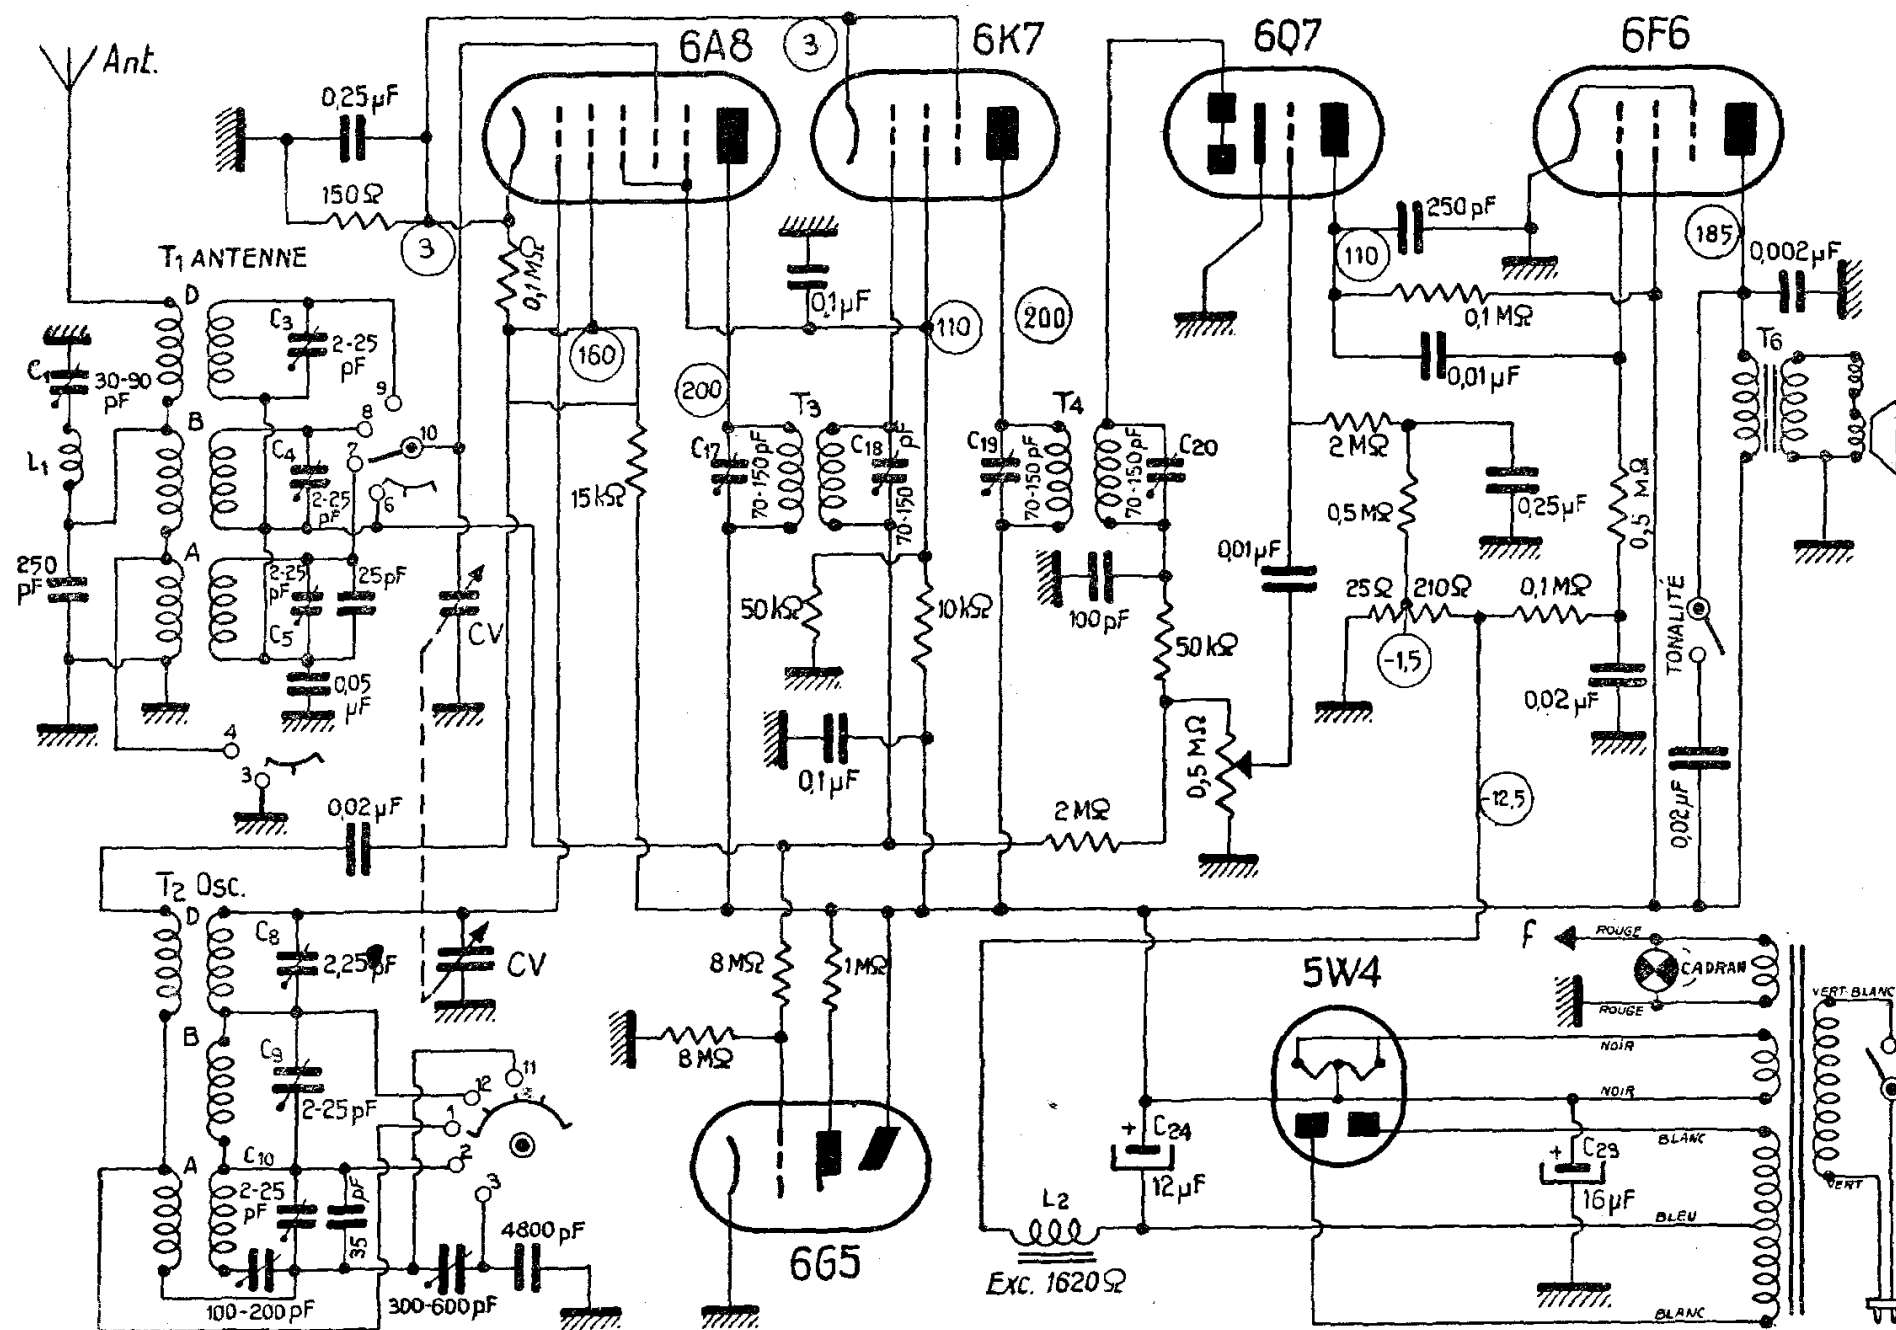 Ant.
6A8
3
6K7
6Q7
6F6
0,25µF
150Ω
3
0,1MΩ
0,1µF
250pF
110
185
0,002µF
T1 ANTENNE
D
C3
2-25 pF
9
160
110
200
0,1MΩ
T6
C1
30-90 pF
200
0,01µF
B
8
T3
T4
C4
7
10
L1
2-25 pF
6
15kΩ
C17
70-150pF
C18
70-150 pF
C19
70-150pF
70-150pF
C20
2MΩ
0,5MΩ
0,25µF
0,5 MΩ
A
250 pF
2-25 pF
25pF
C5
CV
50kΩ
10kΩ
100pF
50kΩ
0,01µF
25Ω
210Ω
0,1MΩ
-1,5
TONALITÉ
0,05 µF
0,02µF
4
3
0,1µF
0,5MΩ
-12,5
0,02µF
0,02µF
2MΩ
T2 Osc.
D
C8
2,25pF
CV
8MΩ
1MΩ
5W4
f
ROUGE
CADRAN
ROUGE
VERT-BLANC
B
C9
2-25pF
8MΩ
11
12
1
NOIR
NOIR
+
C24
12µF
BLANC
+
C23
16µF
VERT
A
C10
2-25 pF
35 pF
2
3
L2
BLEU
4800pF
6G5
Exc. 1620Ω
100-200pF
300-600pF
BLANC